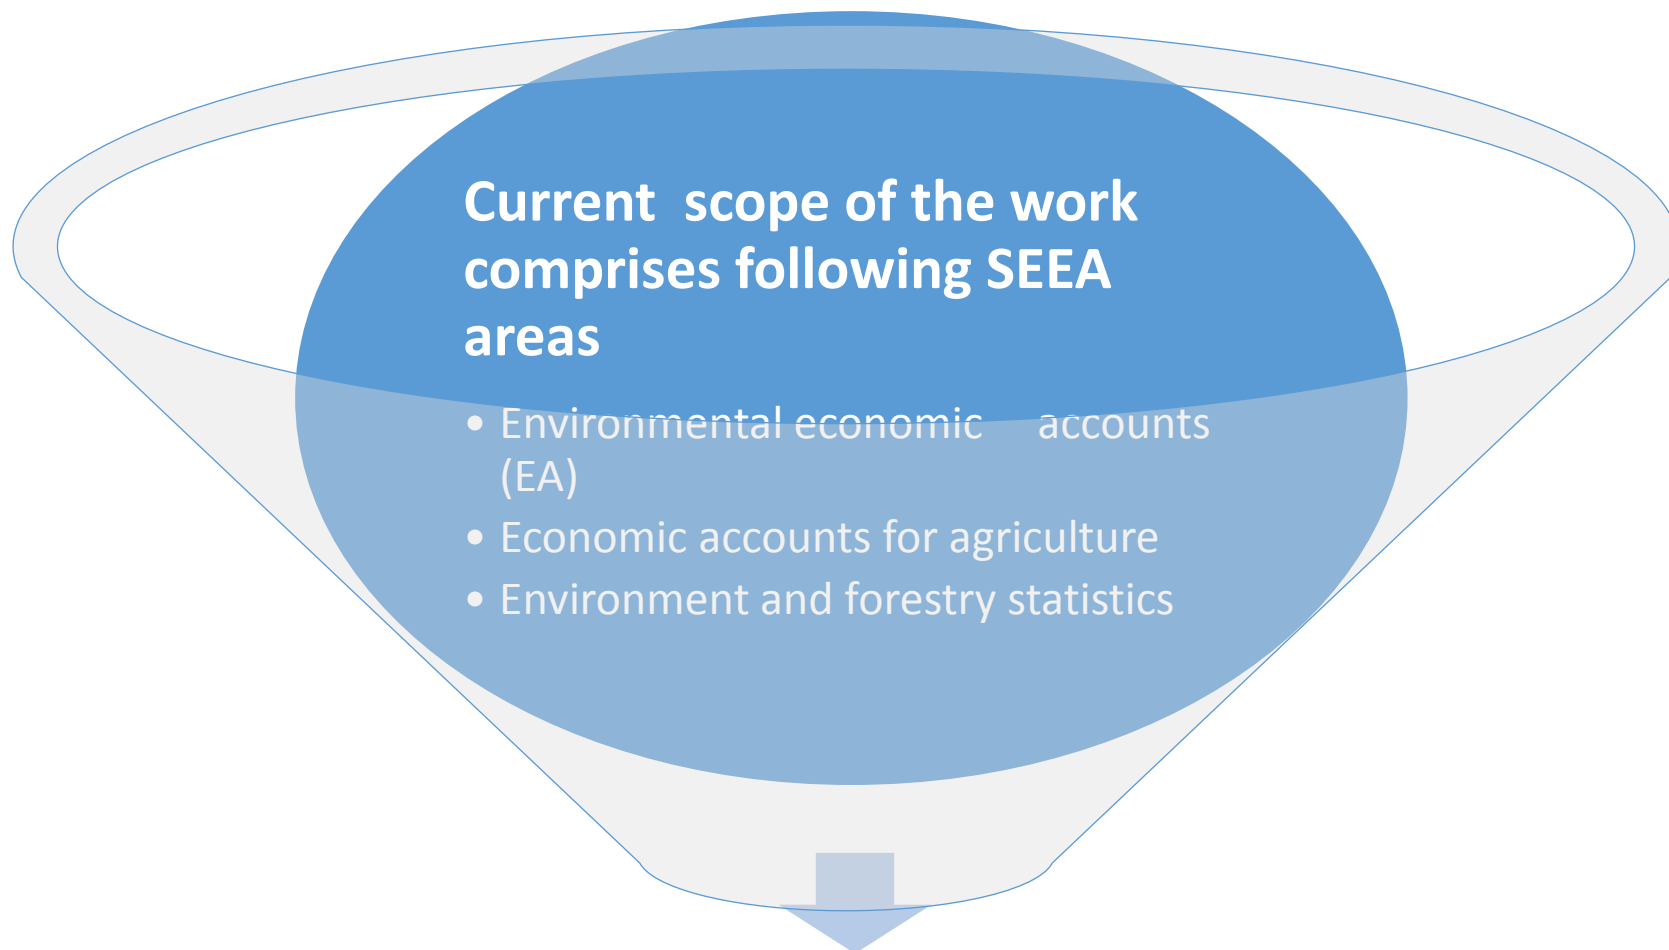 Current scope of the work
comprises following SEEA
areas
• Environmental economic accounts
(EA)
• Economic accounts for agriculture
• Environment and forestry statistics